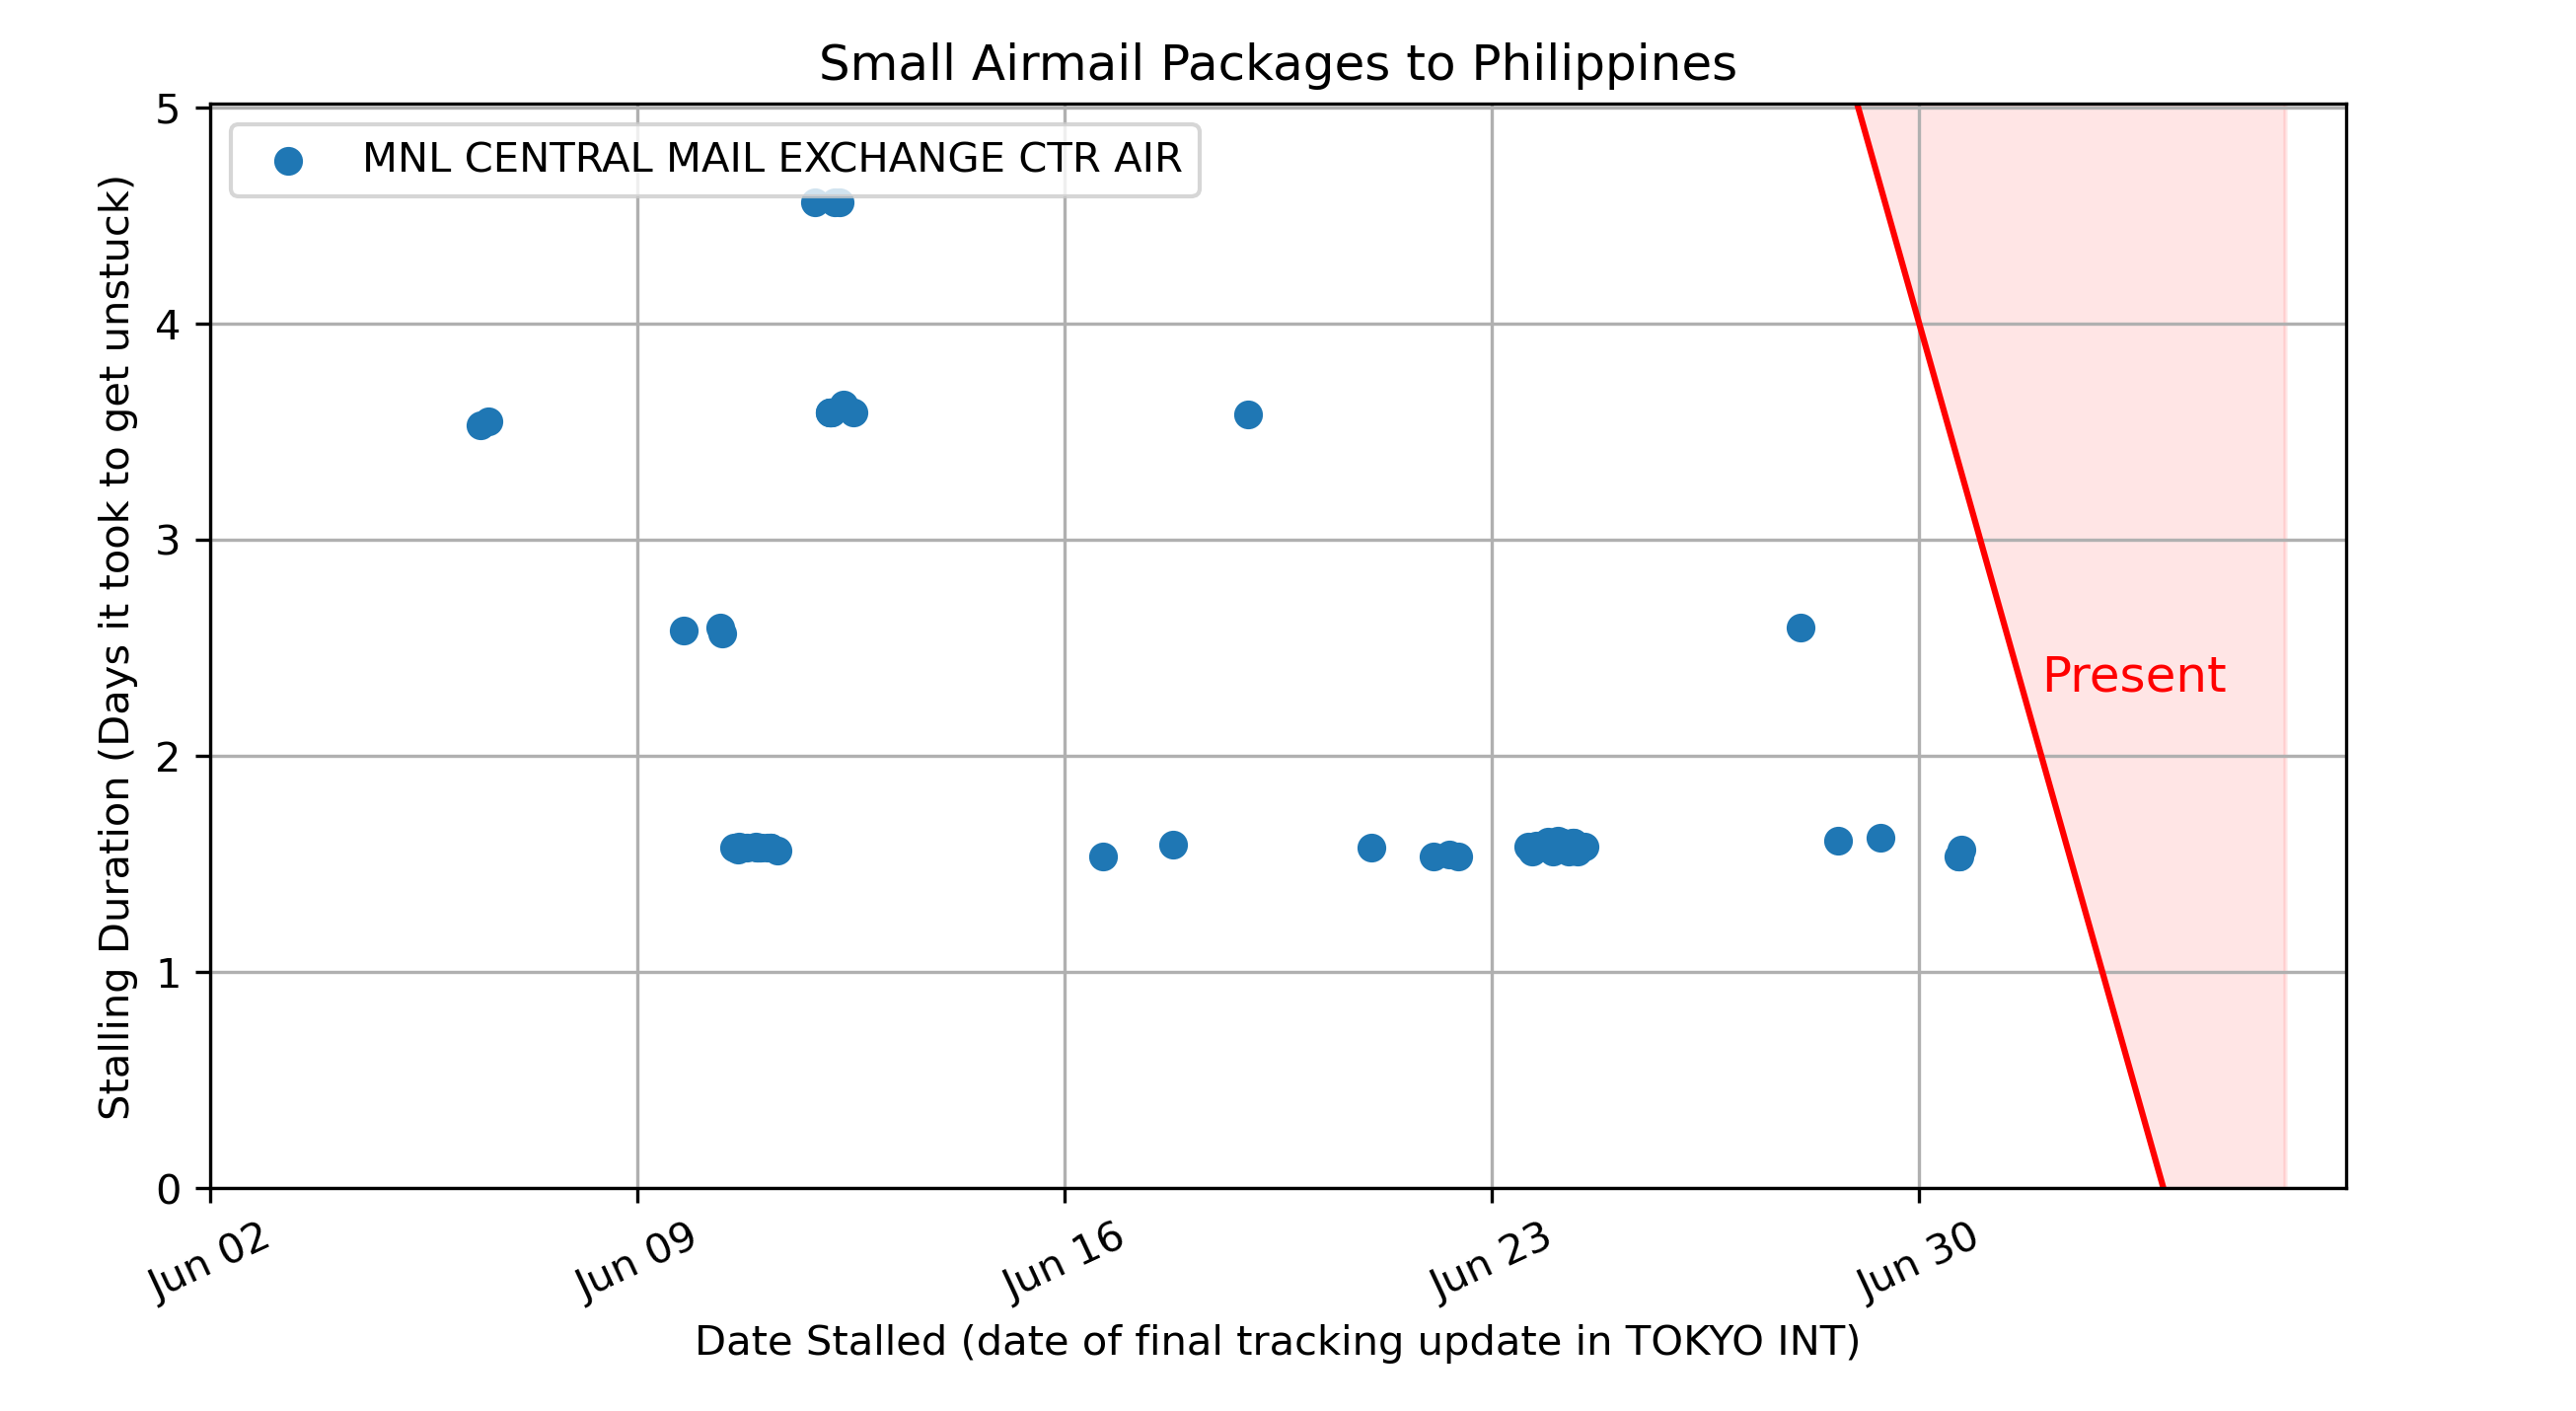 Small Airmail Packages to Philippines
MNL CENTRAL MAIL EXCHANGE CTR AIR
Stalling Duration (Days it took to get unstuck)
5
4
3
2
1
0
Present
Jun 02
Jun 09
Jun 16
Jun 23
Jun 30
Date Stalled (date of final tracking update in TOKYO INT)